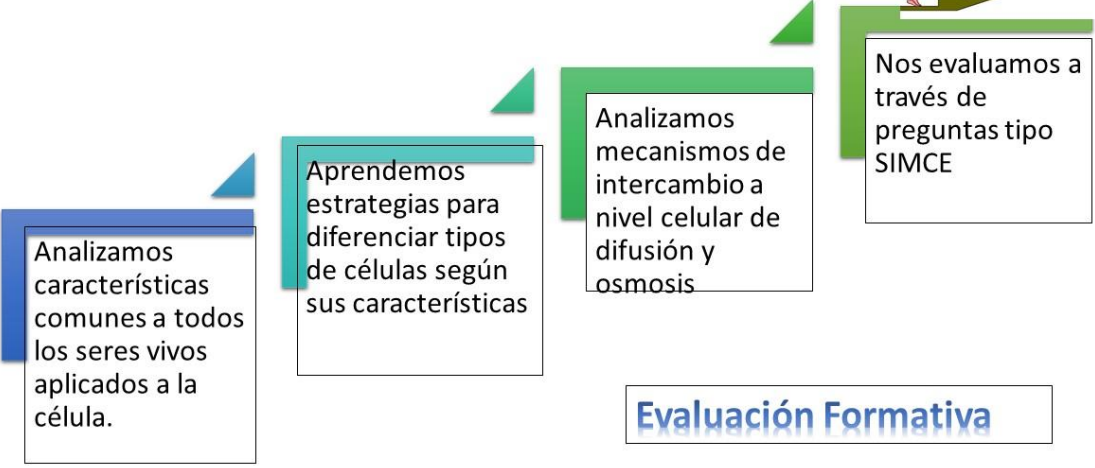 Analizamos
características
comunes a todos
los seres vivos
aplicados a la
célula.
Aprendemos
estrategias para
diferenciar tipos
de células según
sus características
Analizamos
mecanismos de
intercambio a
nivel celular de
difusión y
osmosis
Nos evaluamos a
través de
preguntas tipo
SIMCE
Evaluación Formativa